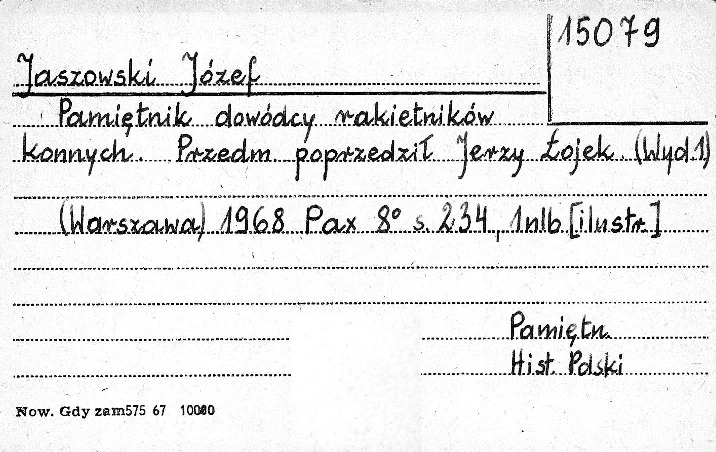 15079
Jaszowski Józef
Pamiętnik dowódcy rakietników
konnych. Przedm poprzedził Jerzy Łojek. (Wyd.1)
(Warszawa) 1968 Pax 8° s. 234, 1nlb. [ilustr.]
Pamiętn.
Hist. Polski
Now. Gdy zam575 67 10000